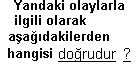 Yandaki olaylarla
ilgili olarak
aşağıdakilerden
hangisi doğrudur ?